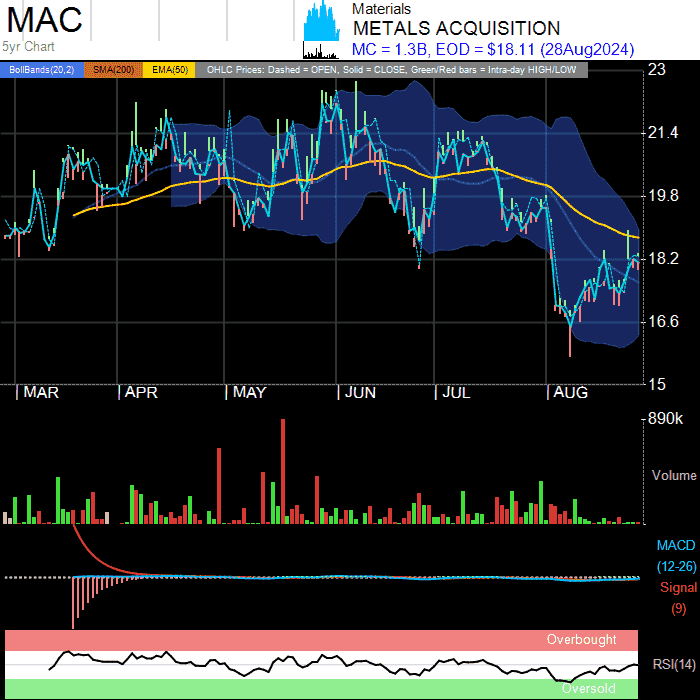 MAC
5yr Chart
Materials
METALS ACQUISITION
MC = 1.3B, EOD = $18.11 (28Aug2024)
BollBands(20,2) SMA(200) EMA(50) OHLC Prices: Dashed = OPEN, Solid = CLOSE, Green/Red bars = Intra-day HIGH/LOW
23
21.4
19.8
18.2
16.6
15
| MAR | APR | MAY | JUN | JUL | AUG
890k
Volume
MACD
(12-26)
Signal
(9)
Overbought
RSI(14)
Oversold